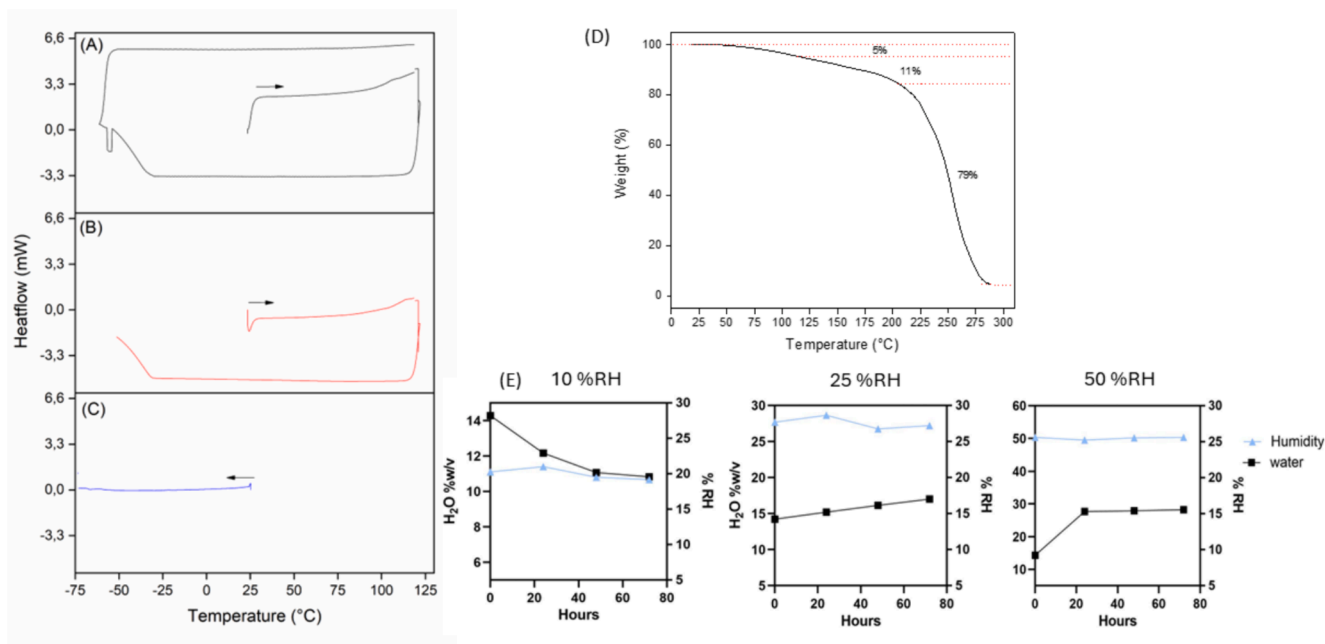 (A)
6,6
3,3
0,0
-3,3
(B)
6,6
3,3
0,0
-3,3
(C)
6,6
3,3
0,0
-3,3
Heatflow (mW)
-75 -50 -25 0 25 50 75 100 125
Temperature (°C)
(D)
100
80
60
40
20
0
Weight (%)
5%
11%
79%
0 25 50 75 100 125 150 175 200 225 250 275 300
Temperature (°C)
(E)
10 %RH
14
12
10
8
6
H2O %w/v
30
25
20
15
10
5
% RH
0 20 40 60 80
Hours
25 %RH
30
25
20
15
10
5
H2O %w/v
30
25
20
15
10
5
% RH
0 20 40 60 80
Hours
50 %RH
60
50
40
30
20
10
30
25
20
15
10
5
% RH
0 20 40 60 80
Hours
Humidity
water